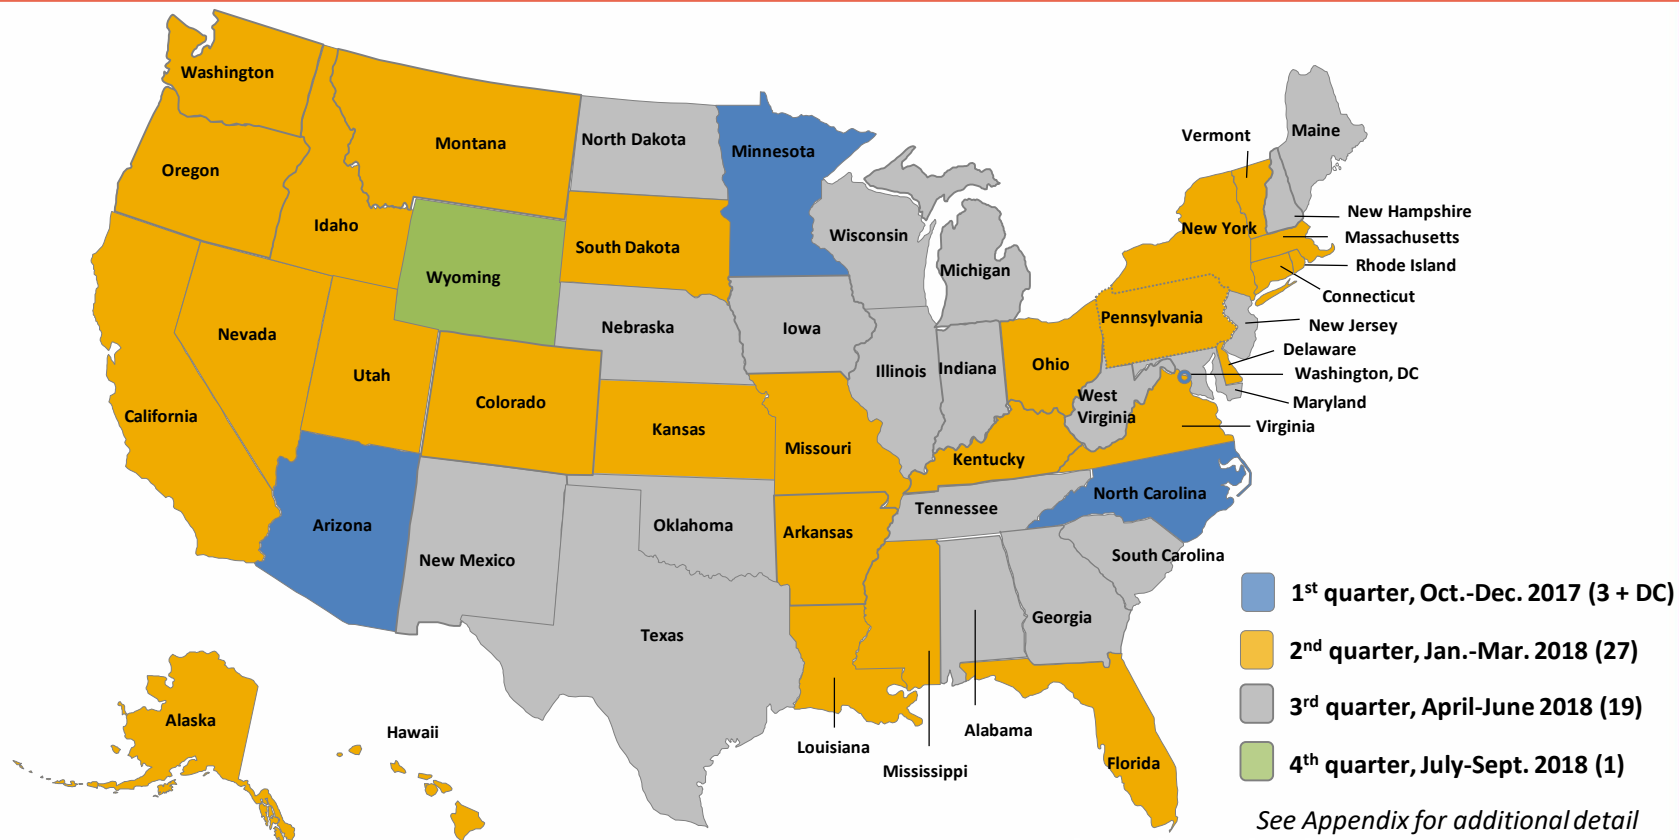 Washington
Montana
North Dakota
Minnesota
Vermont
Maine
Oregon
Idaho
South Dakota
Wisconsin
New York
New Hampshire
Massachusetts
Wyoming
Michigan
Rhode Island
Connecticut
Nevada
Nebraska
Iowa
Pennsylvania
New Jersey
Utah
Illinois
Indiana
Ohio
Delaware
Washington, DC
California
Colorado
Kansas
Missouri
Kentucky
West
Virginia
Maryland
Virginia
Arizona
New Mexico
Oklahoma
Arkansas
Tennessee
North Carolina
South Carolina
Texas
Georgia
Alaska
Hawaii
Louisiana
Mississippi
Alabama
Florida
1st quarter, Oct.-Dec. 2017 (3 + DC)
2nd quarter, Jan.-Mar. 2018 (27)
3rd quarter, April-June 2018 (19)
4th quarter, July-Sept. 2018 (1)
See Appendix for additional detail